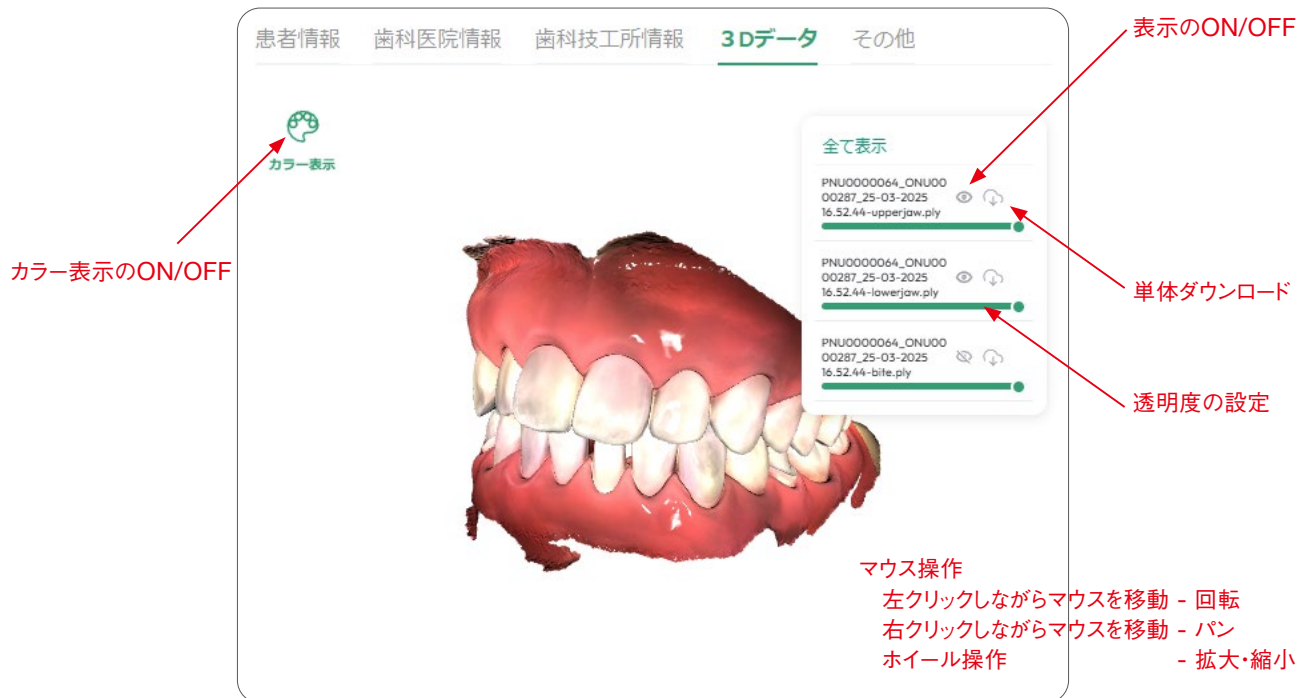 患者情報 歯科医院情報 歯科技工所情報 3Dデータ その他
表示のON/OFF
カラー表示
全て表示
PNU0000064_ONU00
00287_25-03-2025
16.52.44-upperjaw.ply
カラー表示のON/OFF
PNU0000064_ONU00
00287_25-03-2025
16.52.44-lowerjaw.ply
単体ダウンロード
PNU0000064_ONU00
00287_25-03-2025
16.52.44-bite.ply
透明度の設定
マウス操作
左クリックしながらマウスを移動 - 回転
右クリックしながらマウスを移動 - パン
ホイール操作 - 拡大・縮小